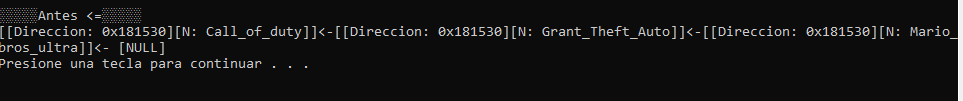 ░░░░░Antes <=░░░░░
[[Direccion: 0x181530][N: Call_of_duty]]<-[[Direccion: 0x181530][N: Grant_Theft_Auto]]<-[[Direccion: 0x181530][N: Mario_
bros_ultra]]<- [NULL]
Presione una tecla para continuar . . .